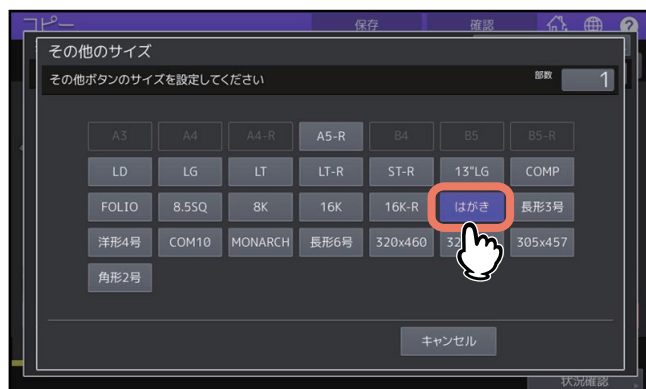 コピー 保存 確認 ?
その他のサイズ
その他ボタンのサイズを設定してください 部数 1
A3 A4 A4-R A5-R B4 B5 B5-R
LD LG LT LT-R ST-R 13"LG COMP
FOLIO 8.5SQ 8K 16K 16K-R はがき 長形3号
洋形4号 COM10 MONARCH 長形6号 320x460 305x457
角形2号
キャンセル
状況確認